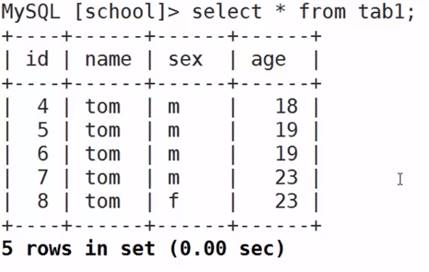 MySQL [school]> select * from tab1;
+----+------+------+------+
| id | name | sex  | age  |
+----+------+------+------+
|  4 | tom  | m    |   18 |
|  5 | tom  | m    |   19 |
|  6 | tom  | m    |   19 |
|  7 | tom  | m    |   23 |
|  8 | tom  | f    |   23 |
+----+------+------+------+
5 rows in set (0.00 sec)